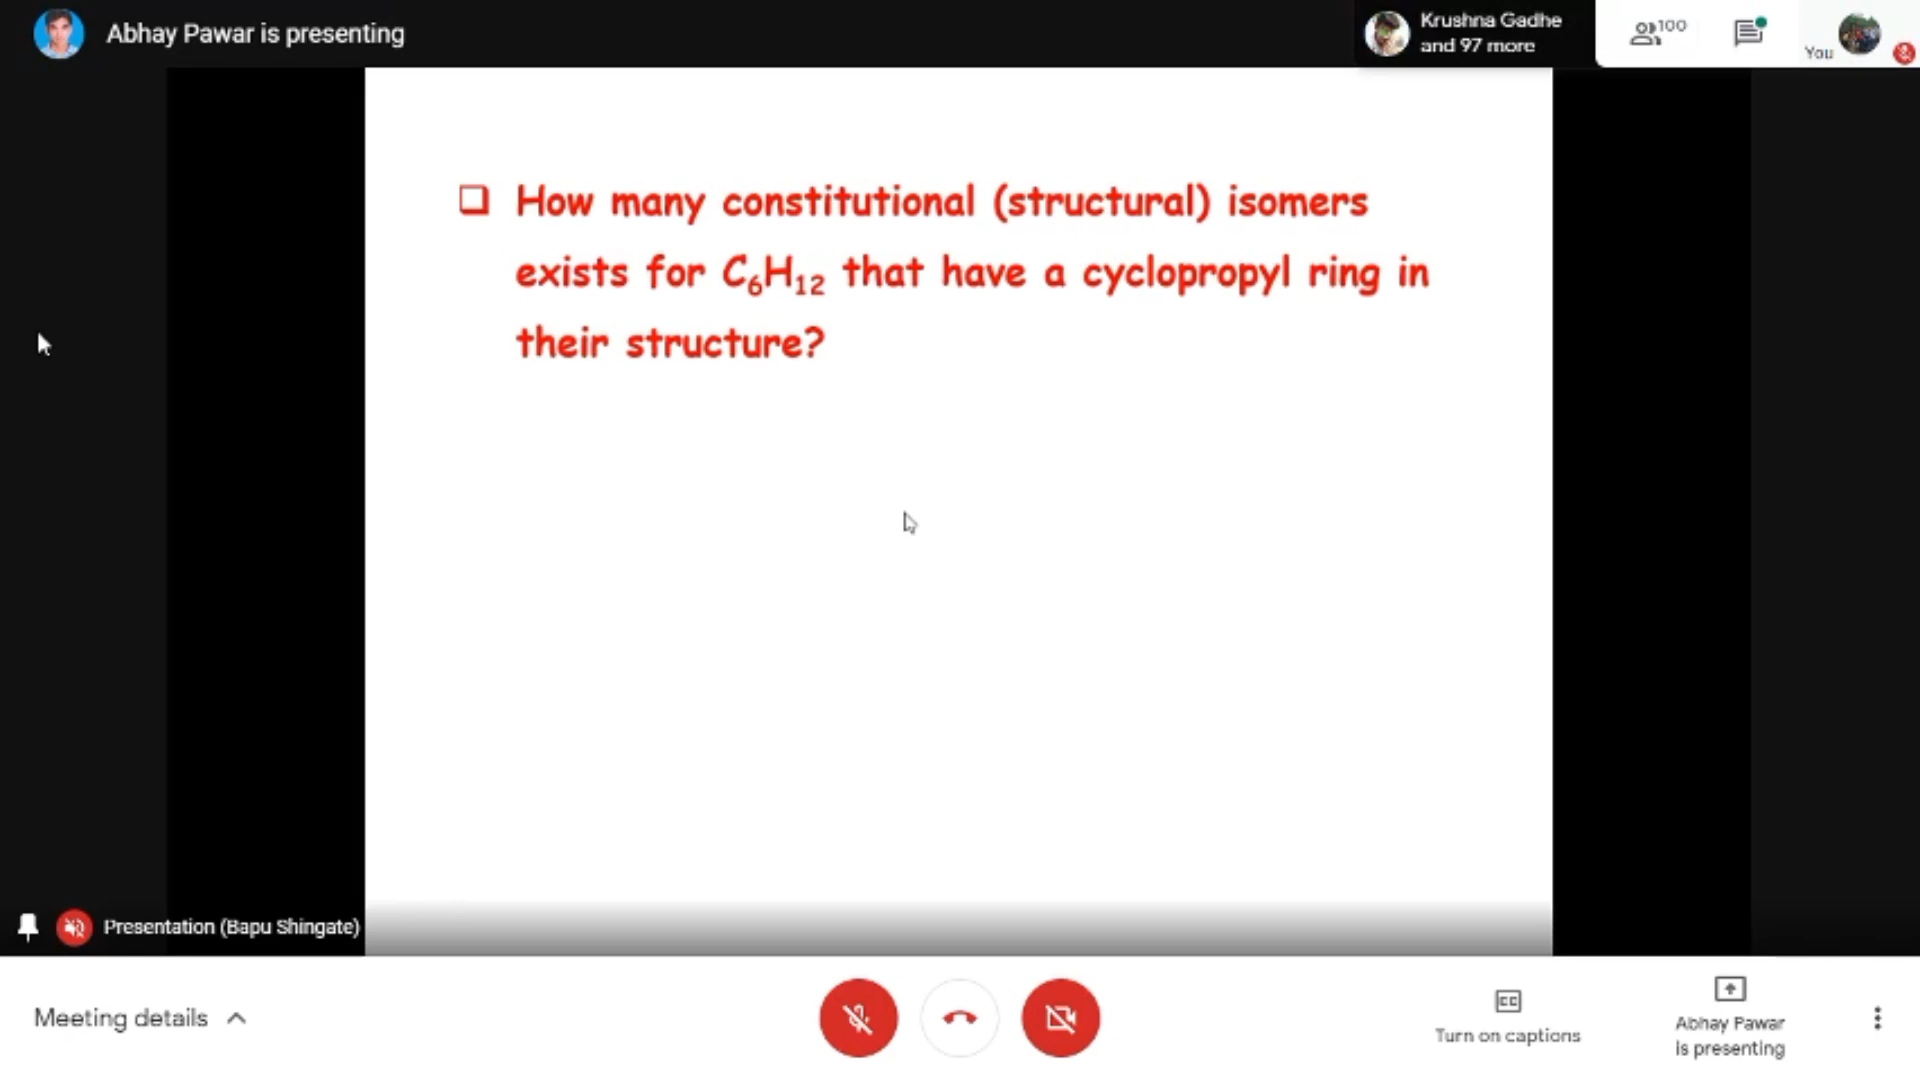 Abhay Pawar is presenting
Krushna Gadhe
and 97 more
100
You
How many constitutional (structural) isomers
exists for C₆H₁₂ that have a cyclopropyl ring in
their structure?
Presentation (Bapu Shingate)
Meeting details
CC
Turn on captions
Abhay Pawar
is presenting